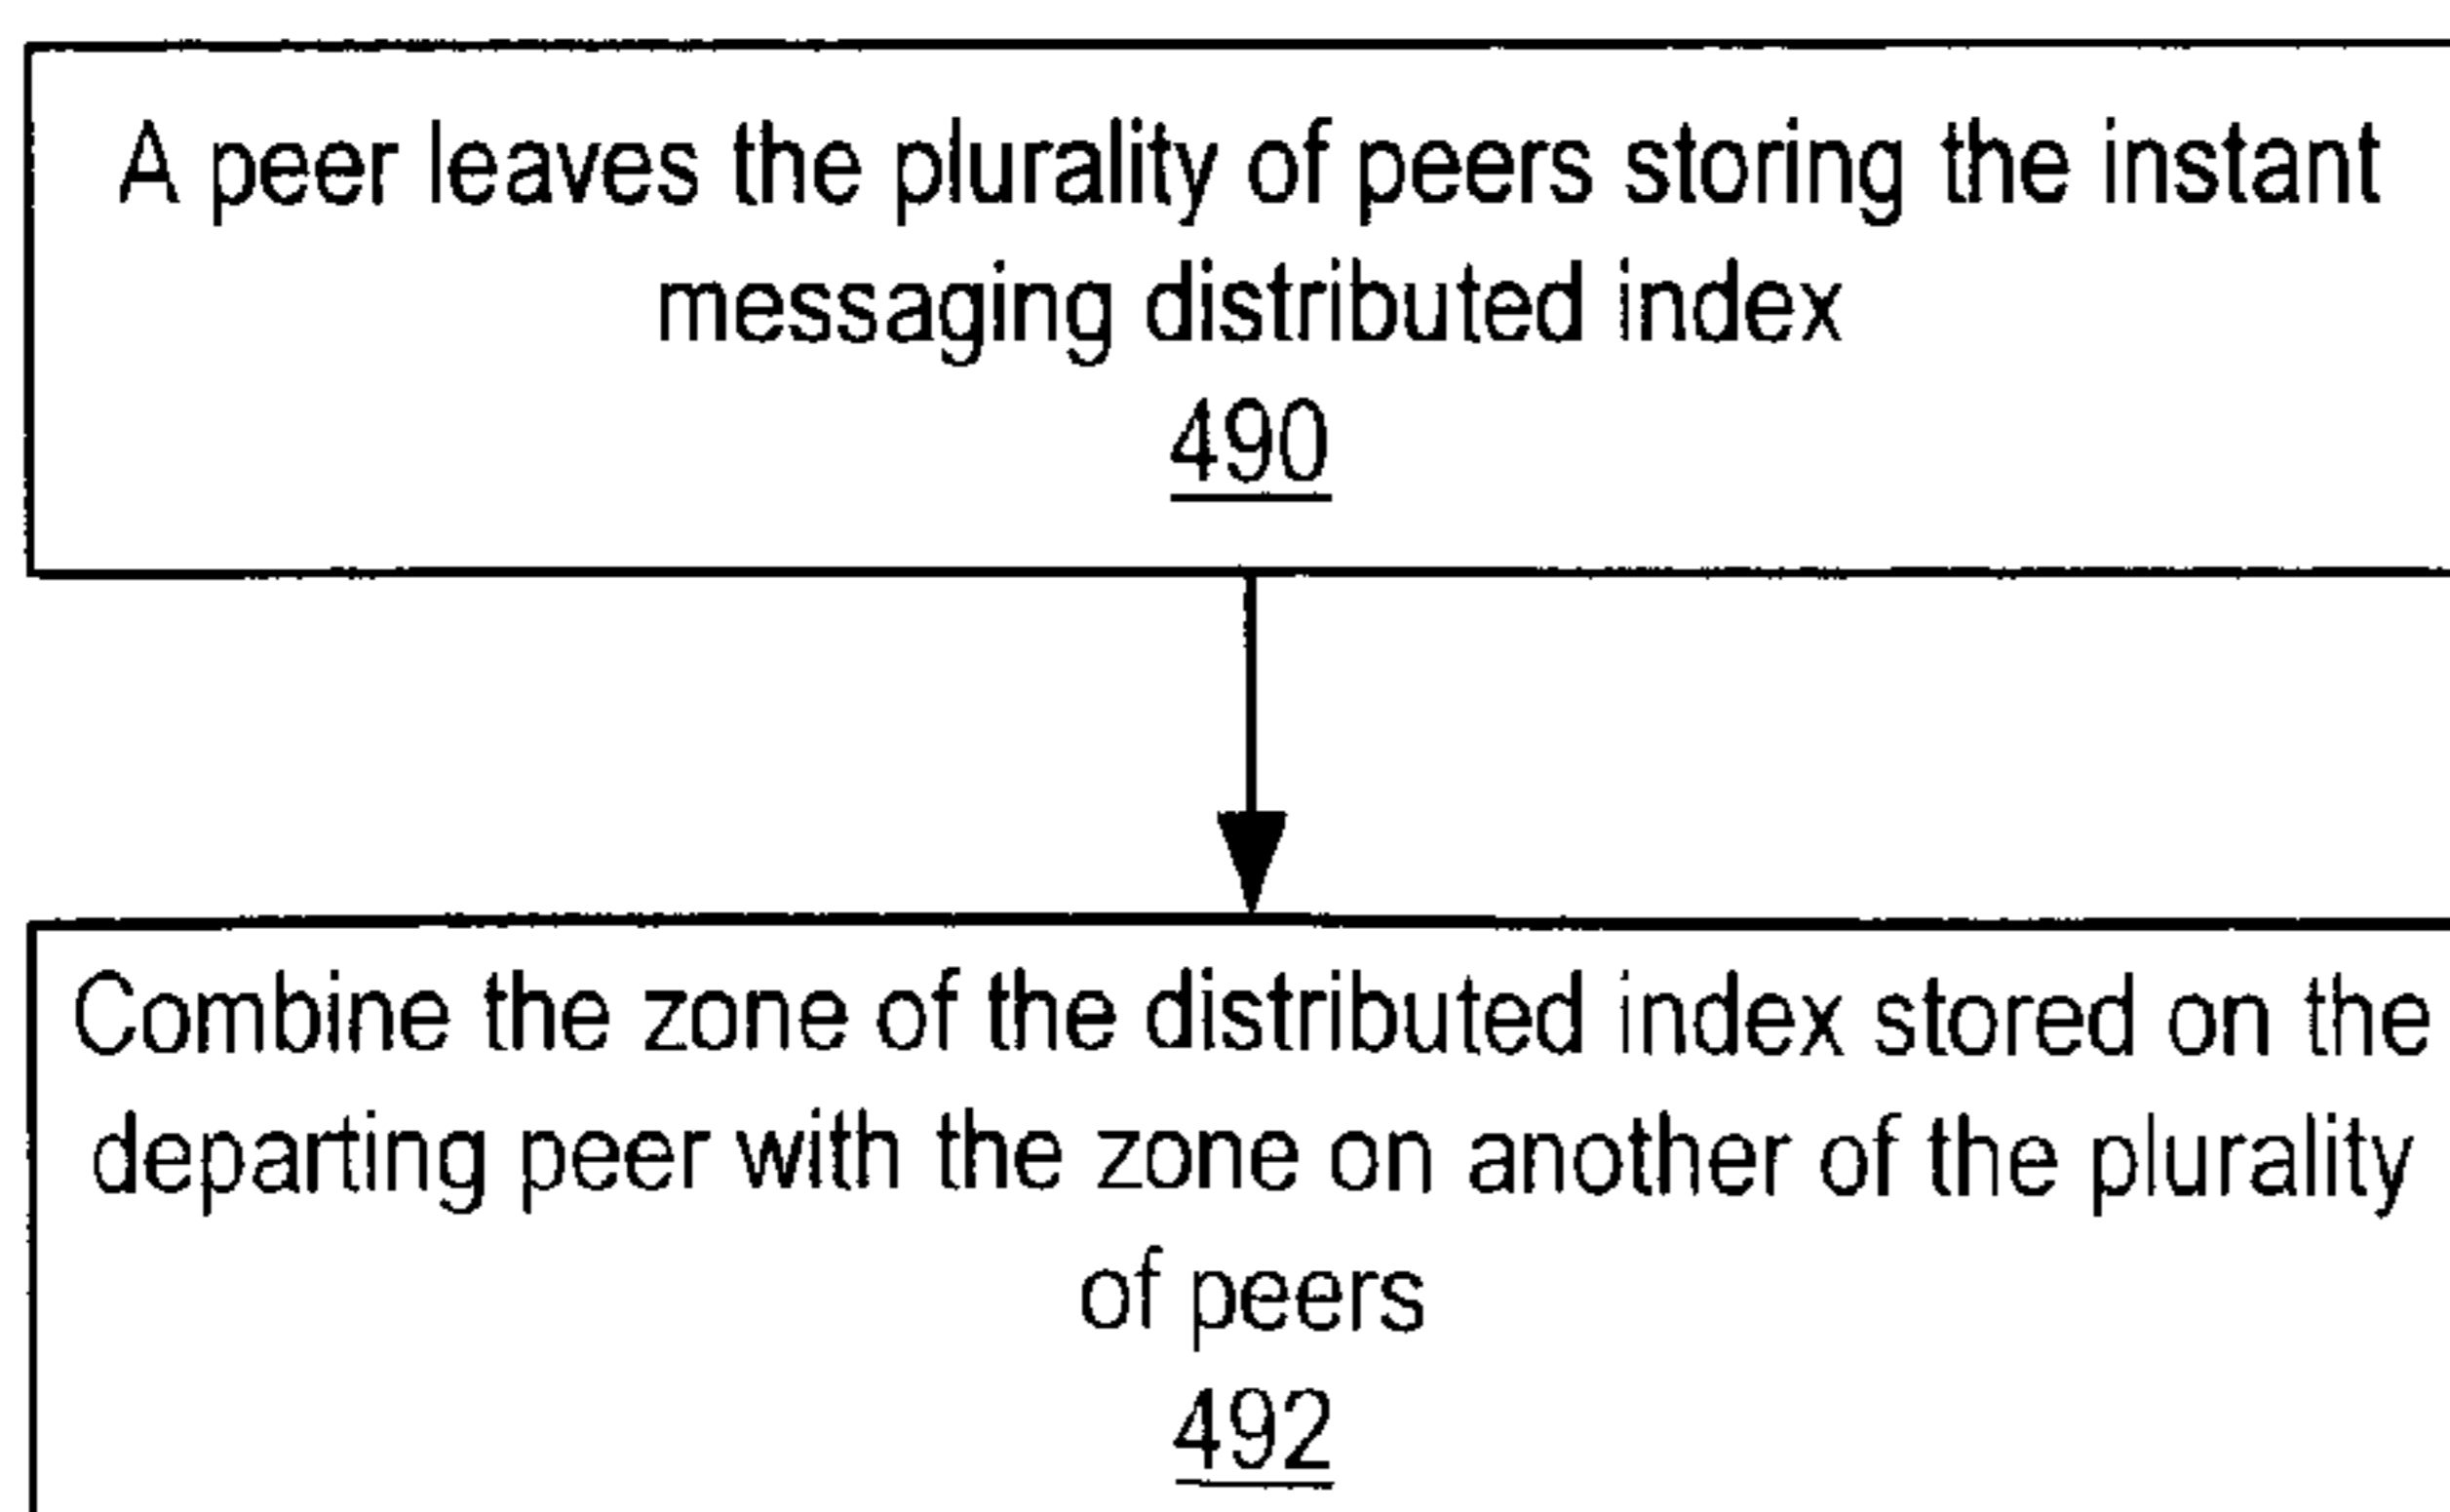 A peer leaves the plurality of peers storing the instant
messaging distributed index
490
Combine the zone of the distributed index stored on the
departing peer with the zone on another of the plurality
of peers
492